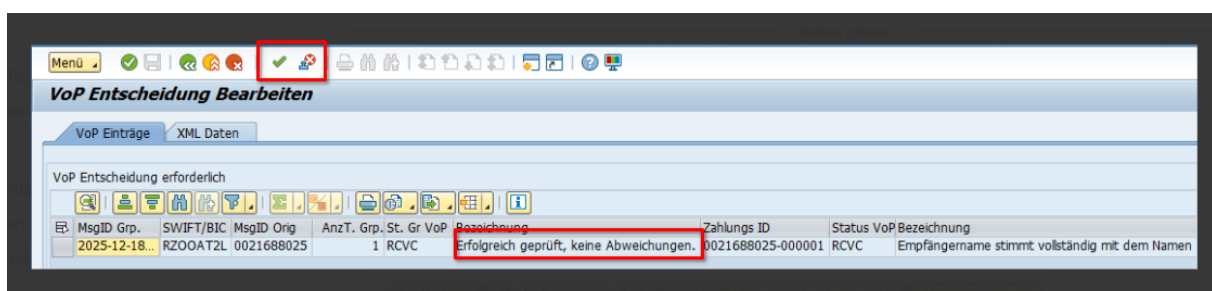 Menü
VoP Entscheidung Bearbeiten
VoP Einträge XML Daten
VoP Entscheidung erforderlich
MsgID Grp. SWIFT/BIC MsgID Orig AnzT. Grp. St. Gr VoP Bezeichnung Zahlungs ID Status VoP Bezeichnung
2025-12-18... RZOOAT2L 0021688025 1 RCVC Erfolgreich geprüft, keine Abweichungen. 0021688025-000001 RCVC Empfängername stimmt vollständig mit dem Namen